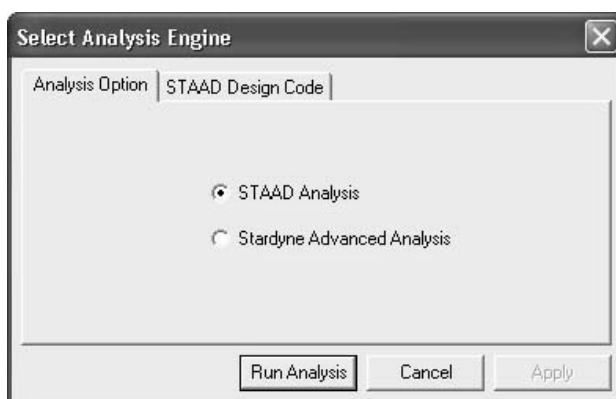 Select Analysis Engine
Analysis Option STAAD Design Code
STAAD Analysis
Stardyne Advanced Analysis
Run Analysis Cancel Apply